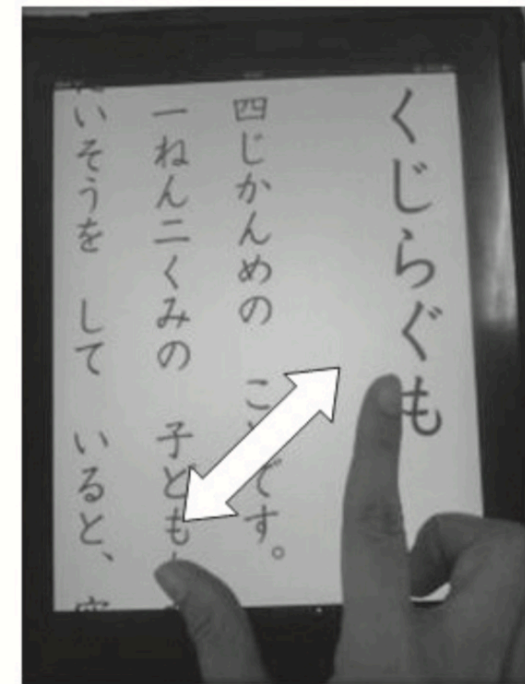 くじらぐも
四じかんめの こ です。
一ねん二くみの 子ども
いそうを して いると、